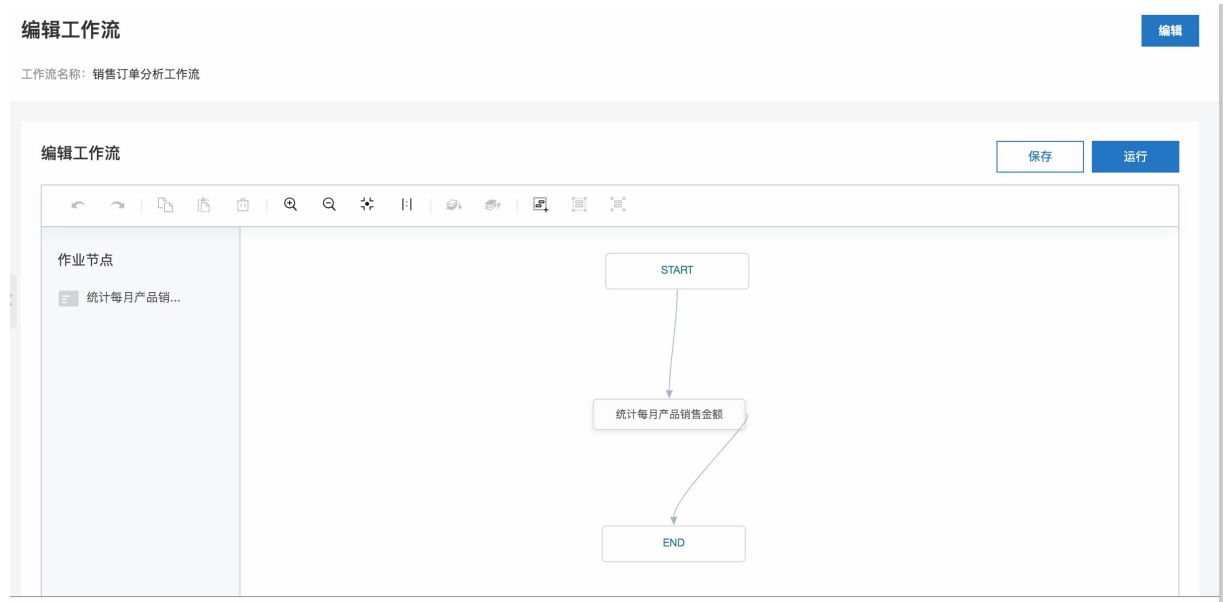 编辑工作流
编辑
工作流名称：销售订单分析工作流
编辑工作流
保存
运行
作业节点
统计每月产品销...
START
统计每月产品销售金额
END